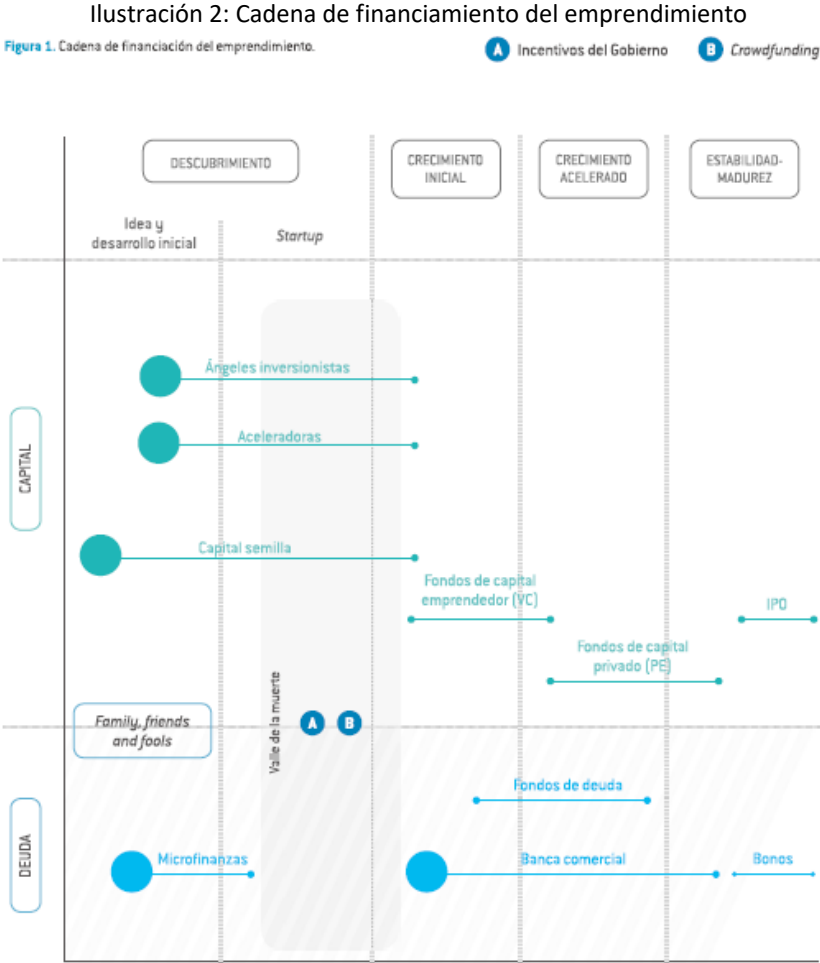 Ilustración 2: Cadena de financiamiento del emprendimiento
Figura 1. Cadena de financiación del emprendimiento.
A Incentivos del Gobierno
B Crowdfunding
DESCUBRIMIENTO
CRECIMIENTO
INICIAL
CRECIMIENTO
ACELERADO
ESTABILIDAD-
MADUREZ
Idea y
desarrollo inicial
Startup
CAPITAL
Ángeles inversionistas
Aceleradoras
Capital semilla
Fondos de capital
emprendedor (VC)
IPO
Fondos de capital
privado (PE)
Family, friends
and fools
Valle de la muerte
A
B
DEUDA
Fondos de deuda
Microfinanzas
Banca comercial
Bonos